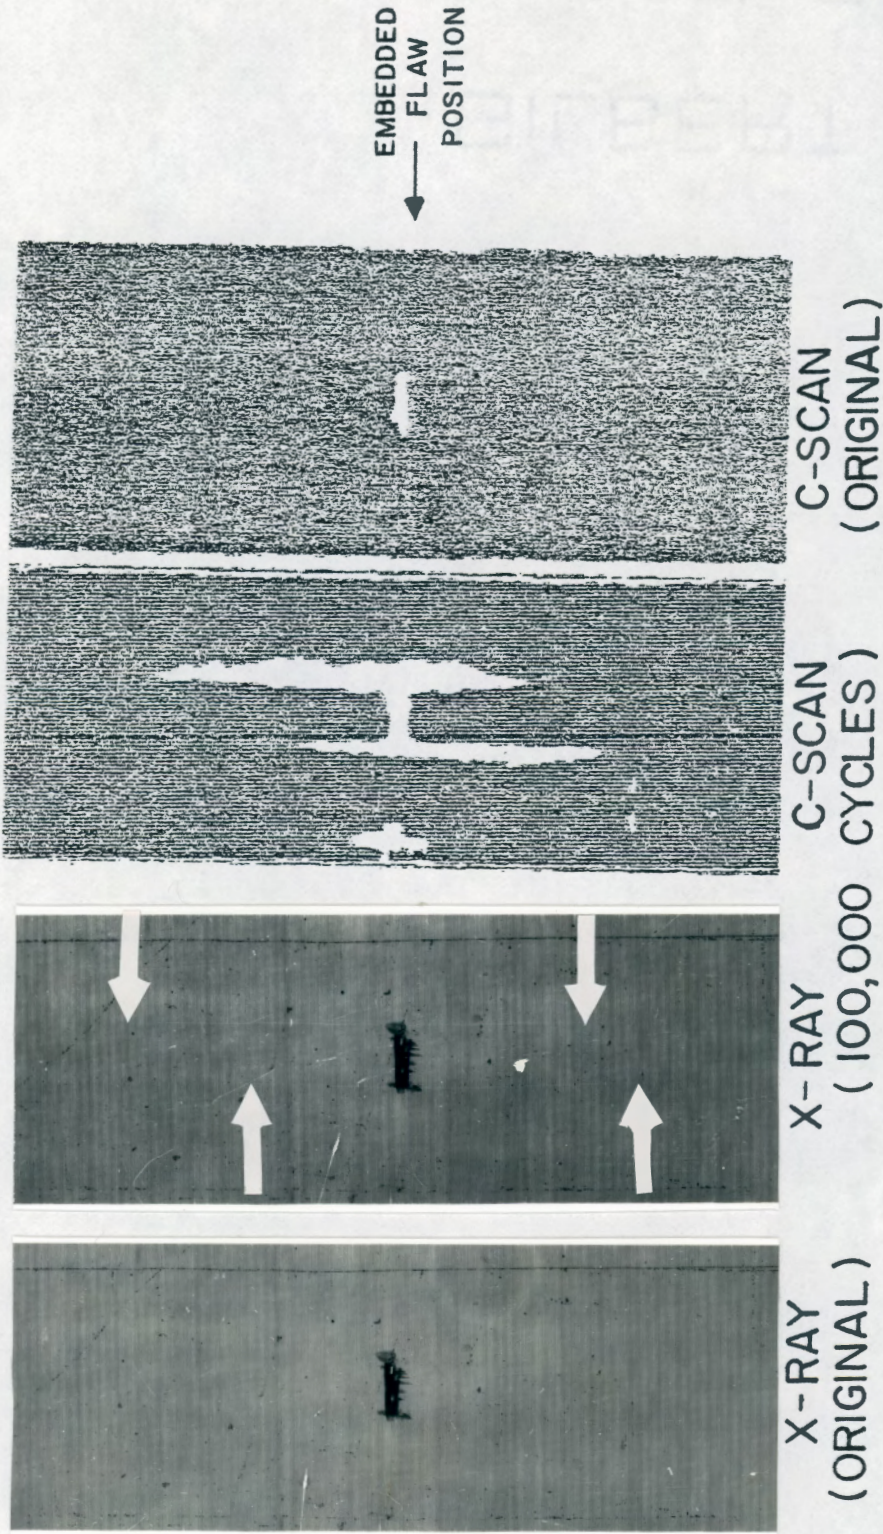 EMBEDDED
FLAW
POSITION
X-RAY
(ORIGINAL)
X-RAY C-SCAN
(100,000 CYCLES)
C-SCAN
(ORIGINAL)